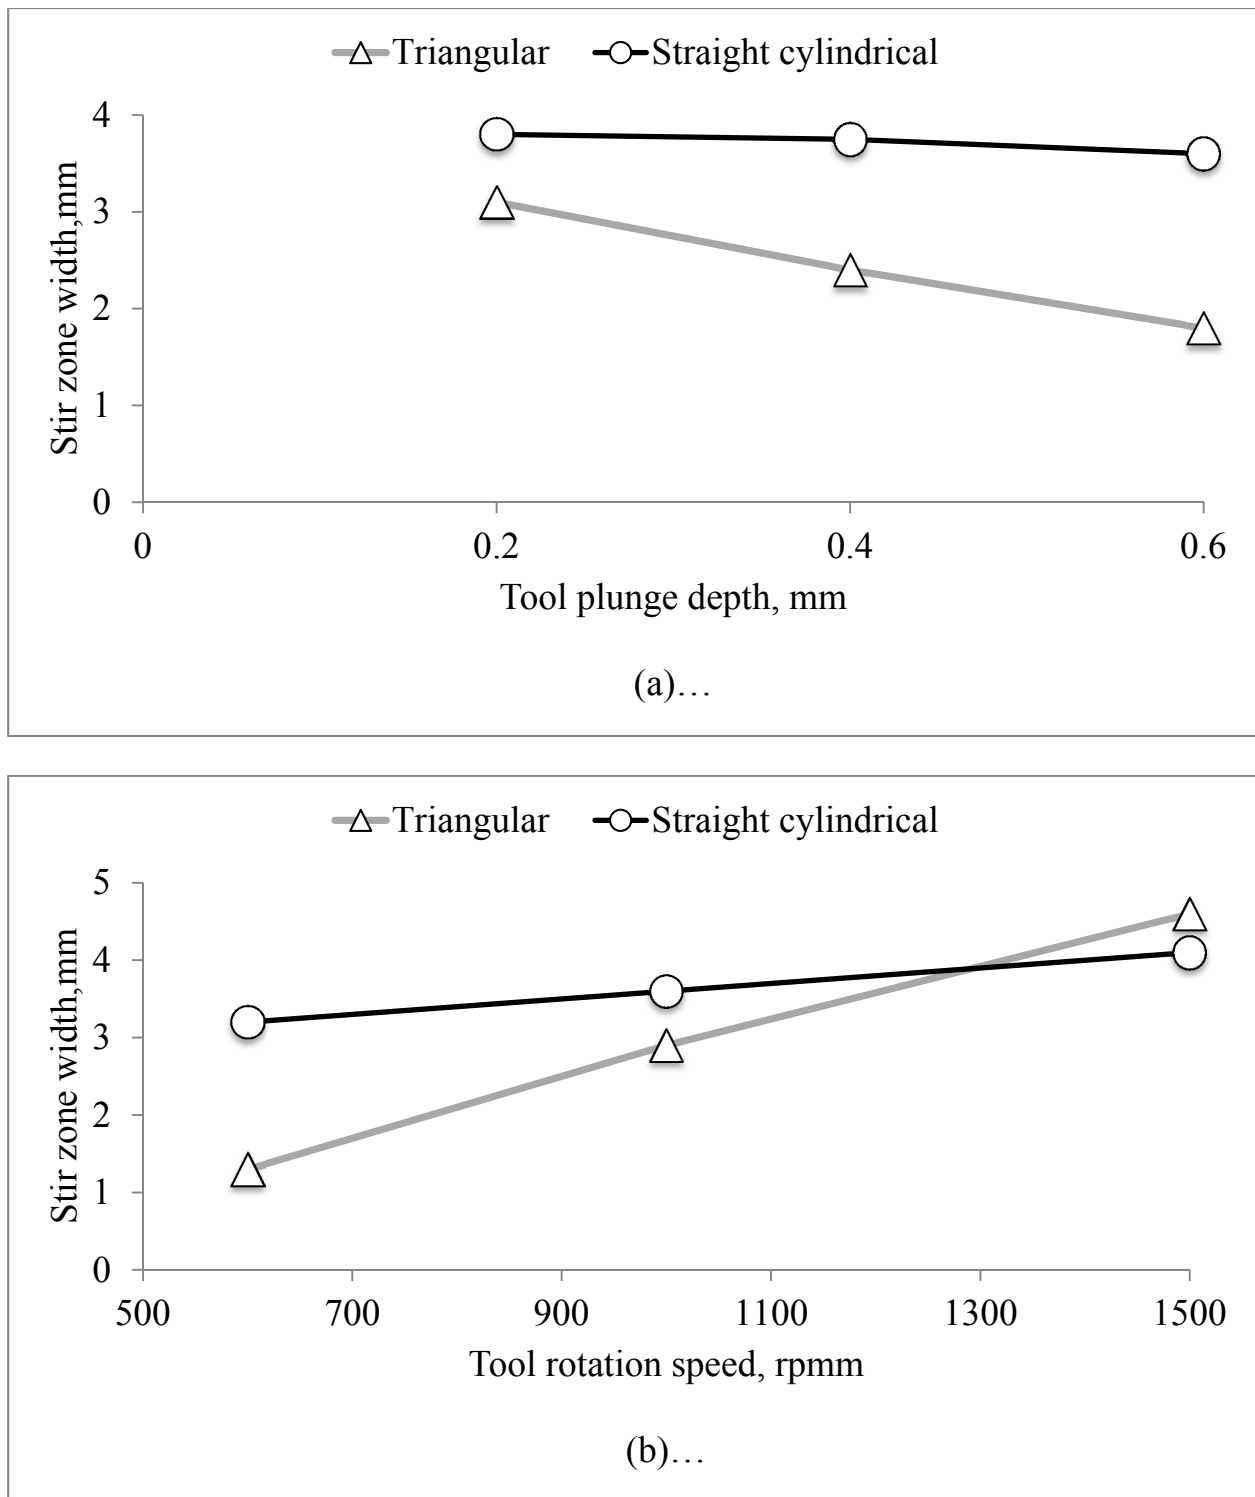 Triangular Straight cylindrical
4
3
2
1
0
Stir zone width,mm
0 0.2 0.4 0.6
Tool plunge depth, mm
(a)…
Triangular Straight cylindrical
5
4
3
2
1
0
Stir zone width,mm
500 700 900 1100 1300 1500
Tool rotation speed, rpmm
(b)…